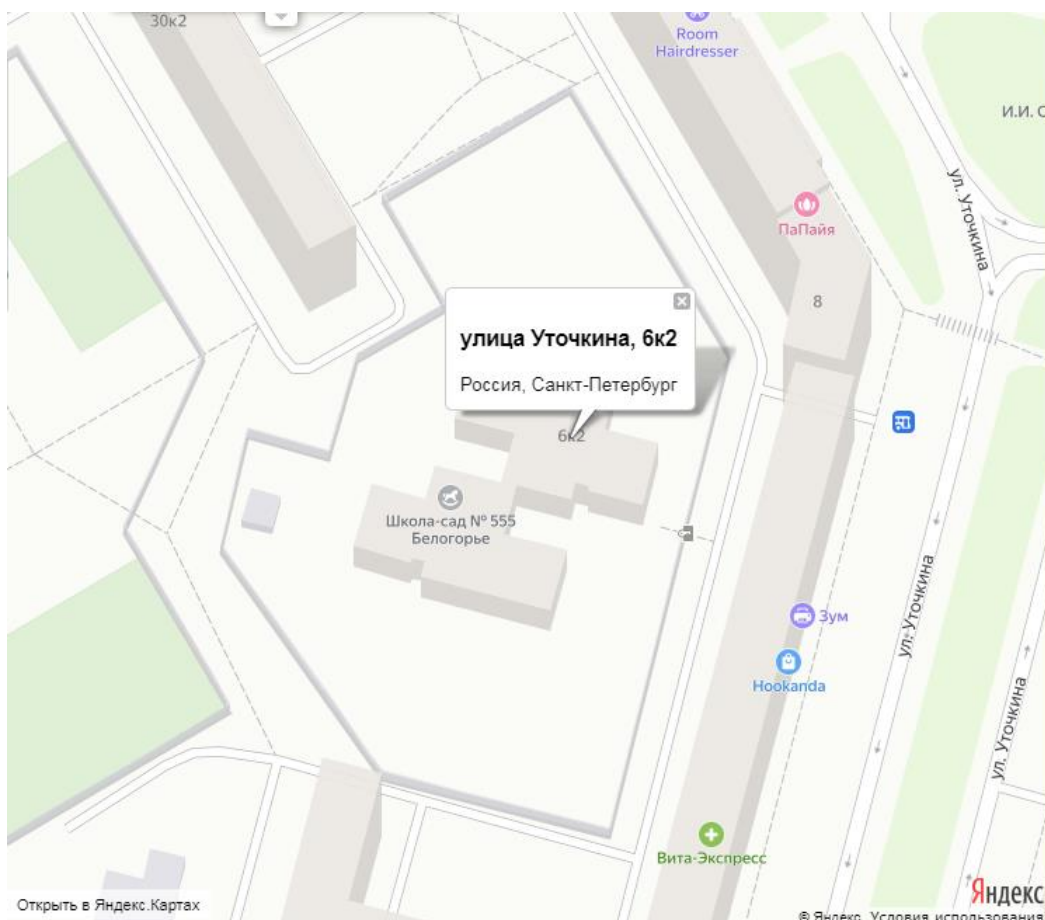 30к2
Room
Hairdresser
И.И. С
ул. Уточкина
ПаПайя
8
улица Уточкина, 6к2
Россия, Санкт-Петербург
6к2
Школа-сад № 555
Белогорье
ул. Уточкина
Зум
Hookanda
ул. Уточкина
Вита-Экспресс
Открыть в Яндекс.Картах
Яндекс
© Яндекс Условия использования